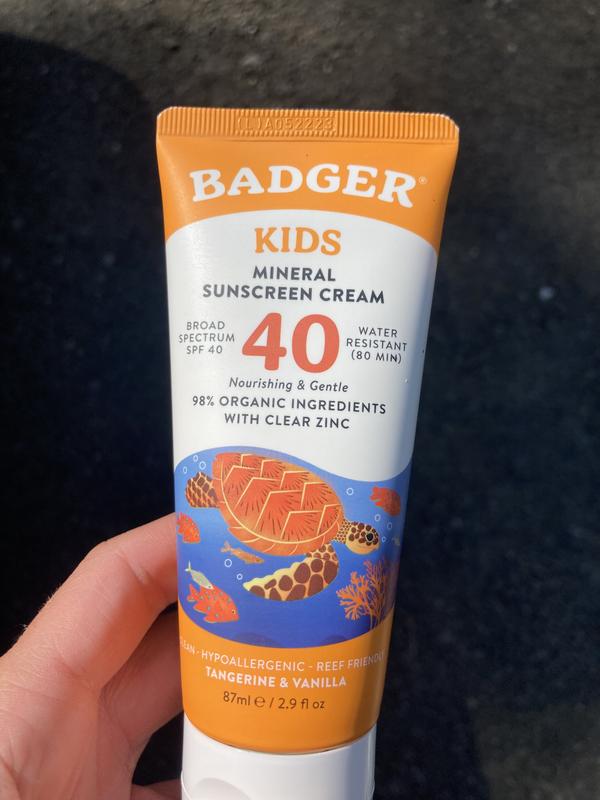 BADGER®
KIDS
MINERAL
SUNSCREEN CREAM
BROAD
SPECTRUM
SPF 40
40
WATER
RESISTANT
(80 MIN)
Nourishing & Gentle
98% ORGANIC INGREDIENTS
WITH CLEAR ZINC
- HYPOALLERGENIC - REEF FRIENDLY
TANGERINE & VANILLA
87ml ℮ / 2.9 fl oz